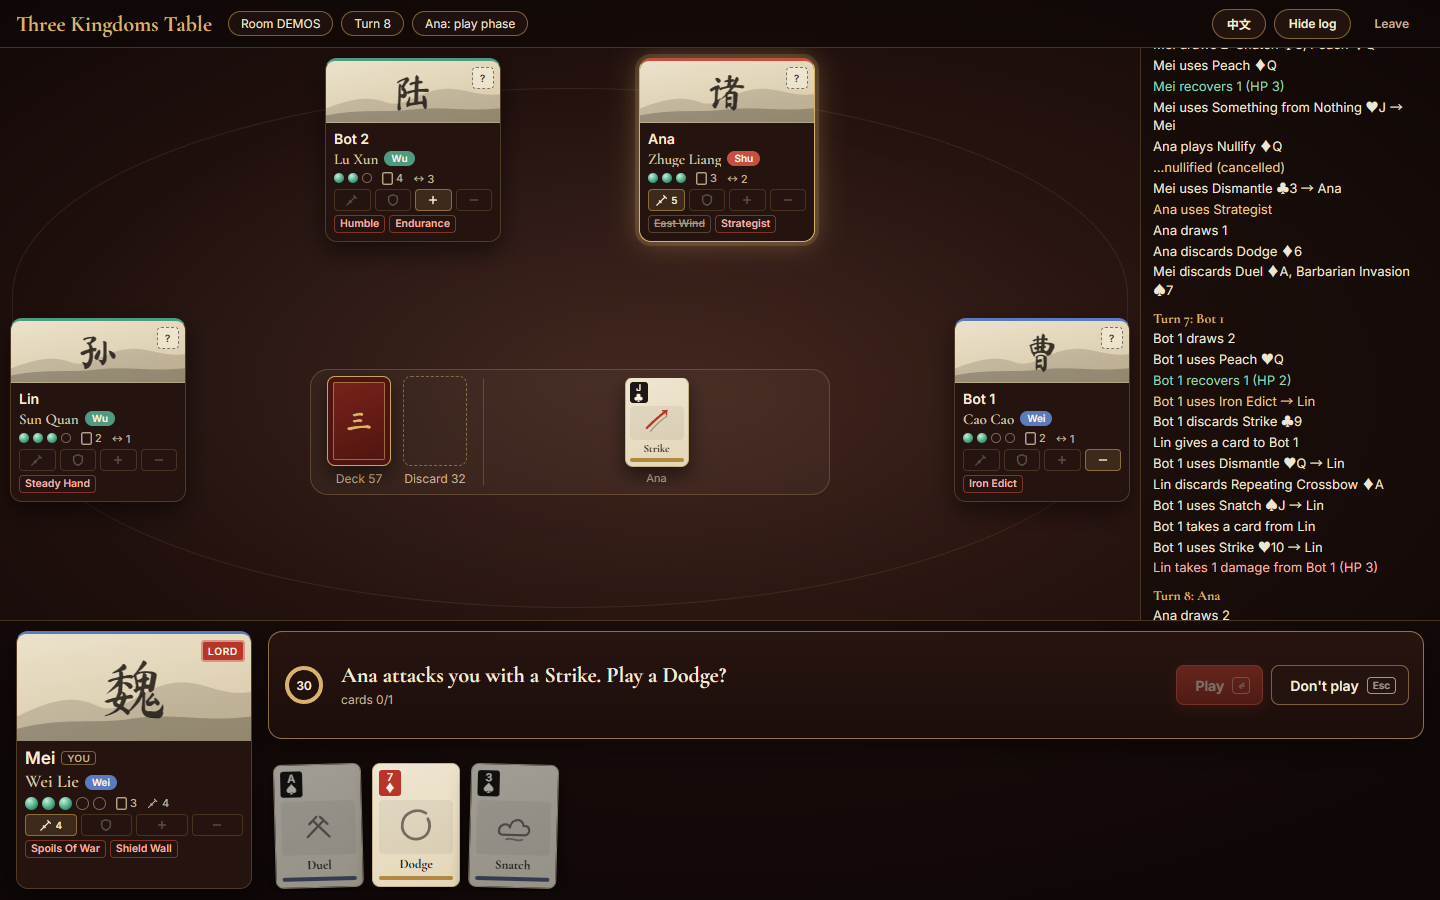 Three Kingdoms Table
Room DEMOS
Turn 8
Ana: play phase
中文
Hide log
Leave
陆
?
Bot 2
Lu Xun Wu
4 ↔ 3
+ −
Humble Endurance
诸
?
Ana
Zhuge Liang Shu
3 ↔ 2
5 + −
East Wind Strategist
孙
?
Lin
Sun Quan Wu
2 ↔ 1
+ −
Steady Hand
三
Deck 57
Discard 32
J♣
Strike
Ana
曹
?
Bot 1
Cao Cao Wei
2 ↔ 1
+ −
Iron Edict
Mei uses Peach ♦Q
Mei recovers 1 (HP 3)
Mei uses Something from Nothing ♥J →
Mei
Ana plays Nullify ♦Q
...nullified (cancelled)
Mei uses Dismantle ♣3 → Ana
Ana uses Strategist
Ana draws 1
Ana discards Dodge ♦6
Mei discards Duel ♦A, Barbarian Invasion
♠7
Turn 7: Bot 1
Bot 1 draws 2
Bot 1 uses Peach ♥Q
Bot 1 recovers 1 (HP 2)
Bot 1 uses Iron Edict → Lin
Bot 1 discards Strike ♣9
Lin gives a card to Bot 1
Bot 1 uses Dismantle ♥Q → Lin
Lin discards Repeating Crossbow ♦A
Bot 1 uses Snatch ♠J → Lin
Bot 1 takes a card from Lin
Bot 1 uses Strike ♥10 → Lin
Lin takes 1 damage from Bot 1 (HP 3)
Turn 8: Ana
Ana draws 2
魏
LORD
Mei YOU
Wei Lie Wei
3 4
4 + −
Spoils Of War Shield Wall
30
Ana attacks you with a Strike. Play a Dodge?
cards 0/1
Play
Don't play Esc
A♠
Duel
7♦
Dodge
3♠
Snatch